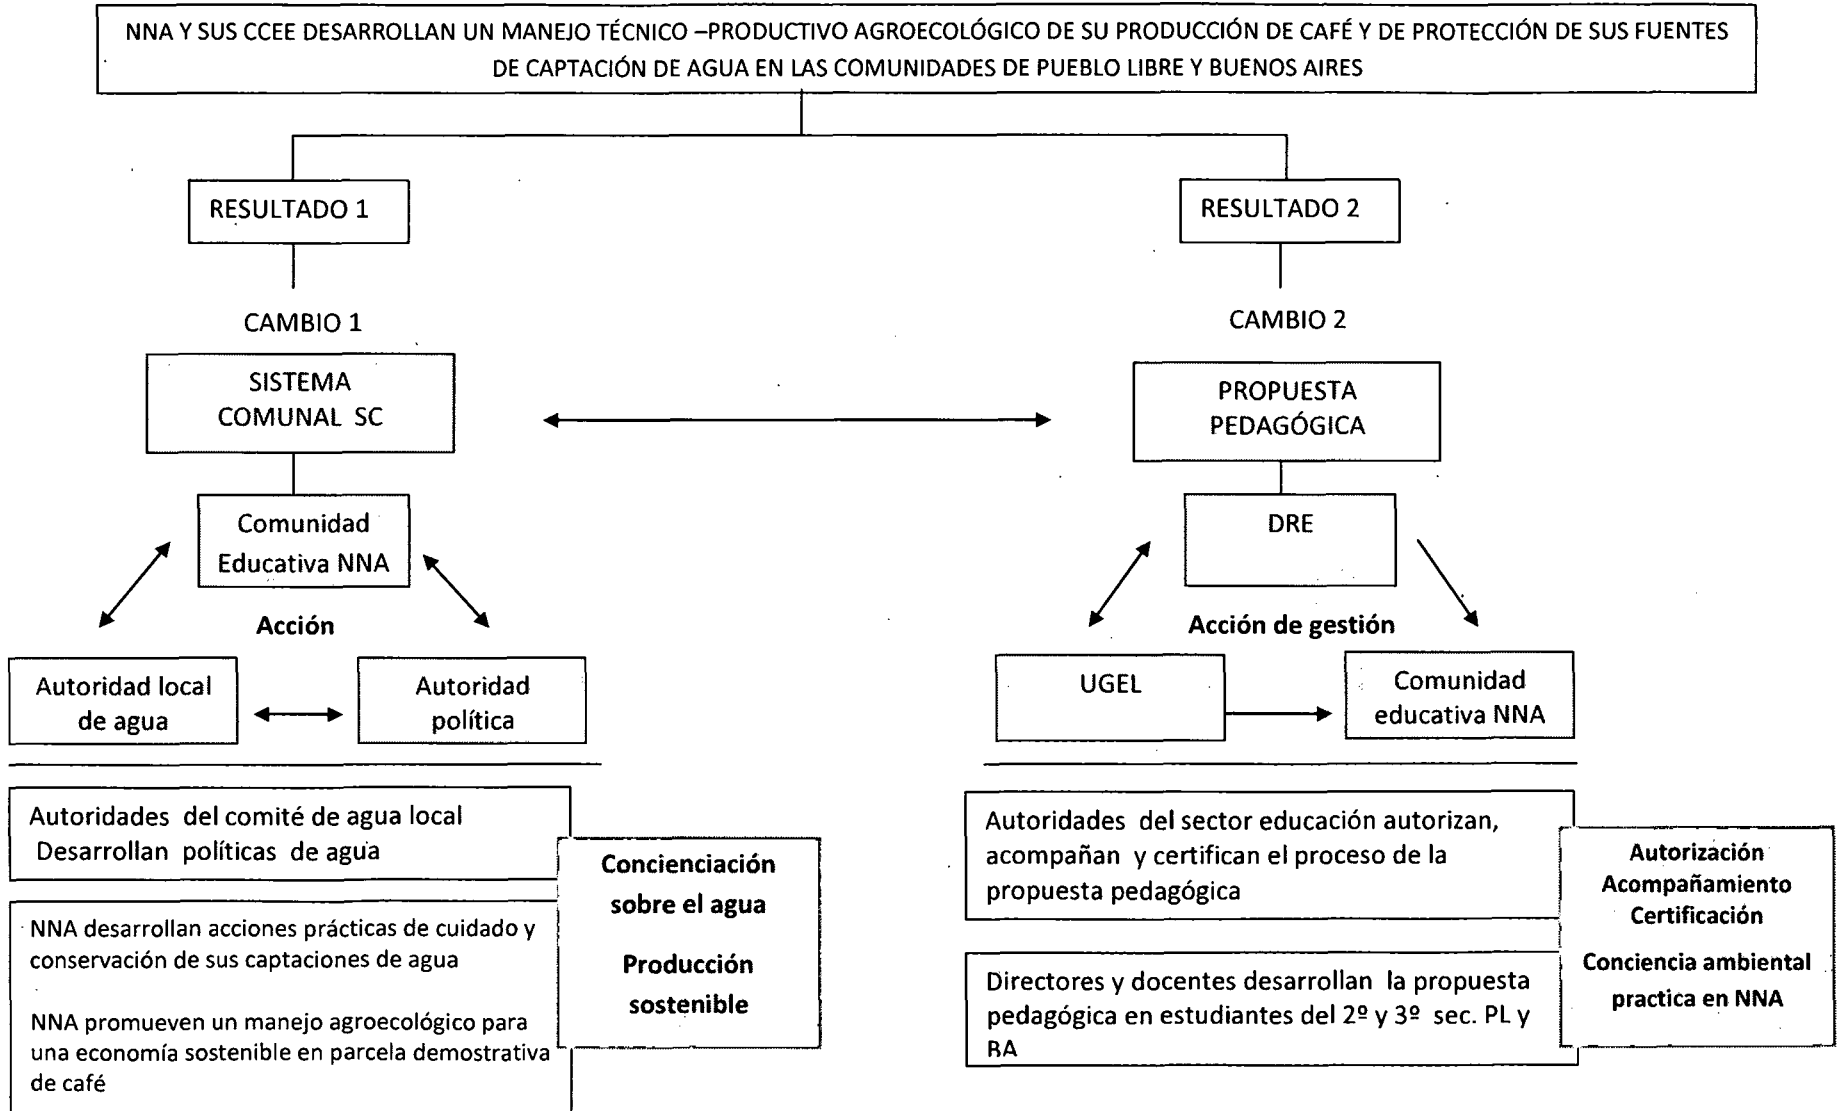 NNA Y SUS CCEE DESARROLLAN UN MANEJO TÉCNICO –PRODUCTIVO AGROECOLÓGICO DE SU PRODUCCIÓN DE CAFÉ Y DE PROTECCIÓN DE SUS FUENTES
DE CAPTACIÓN DE AGUA EN LAS COMUNIDADES DE PUEBLO LIBRE Y BUENOS AIRES
RESULTADO 1
CAMBIO 1
SISTEMA
COMUNAL SC
Comunidad
Educativa NNA
Acción
Autoridad local
de agua
Autoridad
política
Autoridades del comité de agua local
Desarrollan políticas de agua
NNA desarrollan acciones prácticas de cuidado y
conservación de sus captaciones de agua
NNA promueven un manejo agroecológico para
una economía sostenible en parcela demostrativa
de café
Concienciación
sobre el agua
Producción
sostenible
RESULTADO 2
CAMBIO 2
PROPUESTA
PEDAGÓGICA
DRE
Acción de gestión
UGEL
Comunidad
educativa NNA
Autoridades del sector educación autorizan,
acompañan y certifican el proceso de la
propuesta pedagógica
Directores y docentes desarrollan la propuesta
pedagógica en estudiantes del 2º y 3º sec. PL y
BA
Autorización
Acompañamiento
Certificación
Conciencia ambiental
practica en NNA